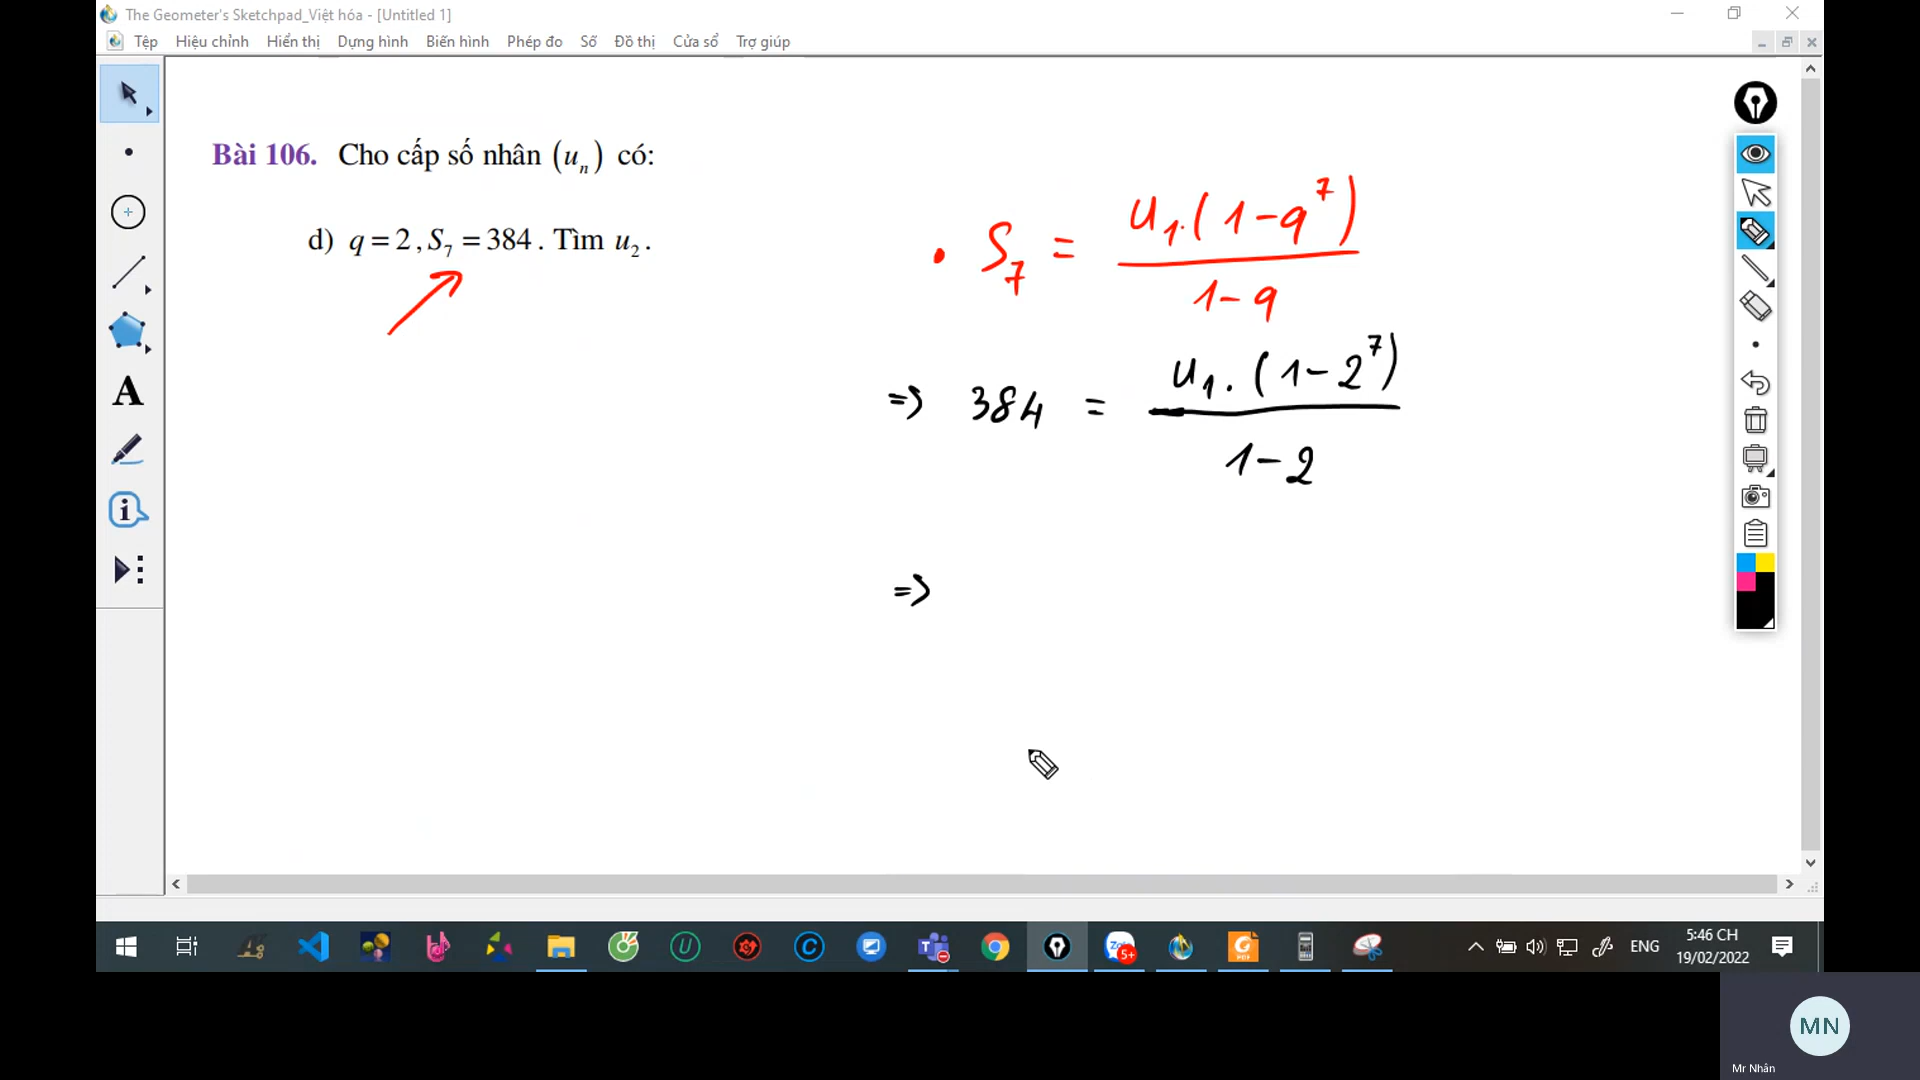 The Geometer's Sketchpad_Việt hóa - [Untitled 1]
Tệp Hiệu chỉnh Hiển thị Dựng hình Biến hình Phép đo Số Đồ thị Cửa sổ Trợ giúp
Bài 106. Cho cấp số nhân (uₙ) có:
d) q = 2, S₇ = 384. Tìm u₂.
• S₇ = u₁.(1-q⁷) / 1-q
=> 384 = u₁.(1-2⁷) / 1-2
=>
A
i
5:46 CH
ENG
19/02/2022
5+
MN
Mr Nhân